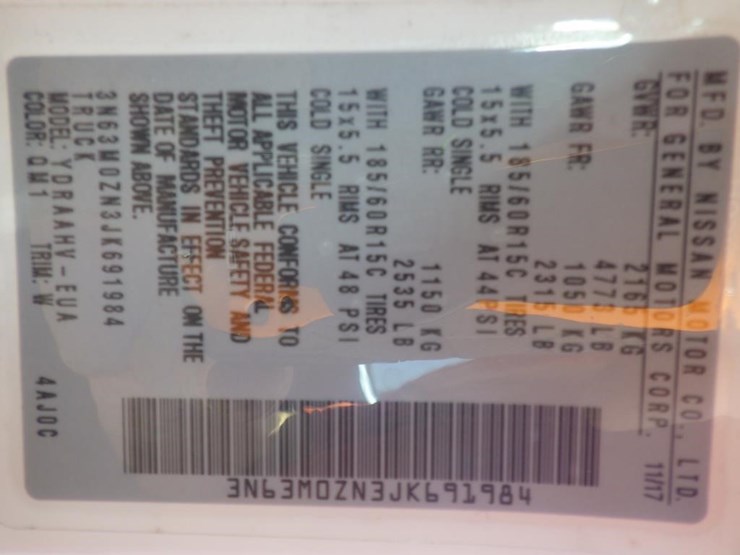 MFD. BY NISSAN MOTOR CO., LTD.
FOR GENERAL MOTORS CORP. 11/17
GVWR: 2165 KG
4773 LB
GAWR FR: 1050 KG
2315 LB
WITH 185/60R15C TIRES
15x5.5 RIMS AT 44PSI
COLD SINGLE
GAWR RR: 1150 KG
2535 LB
WITH 185/60R15C TIRES
15x5.5 RIMS AT 48 PSI
COLD SINGLE
THIS VEHICLE CONFORMS TO
ALL APPLICABLE FEDERAL
MOTOR VEHICLE SAFETY AND
THEFT PREVENTION
STANDARDS IN EFFECT ON THE
DATE OF MANUFACTURE
SHOWN ABOVE.
3N63M0ZN3JK691984
TRUCK
MODEL: YDRAAHV-EUA
COLOR: QM1 TRIM: W 4AJ0C
3N63M0ZN3JK691984